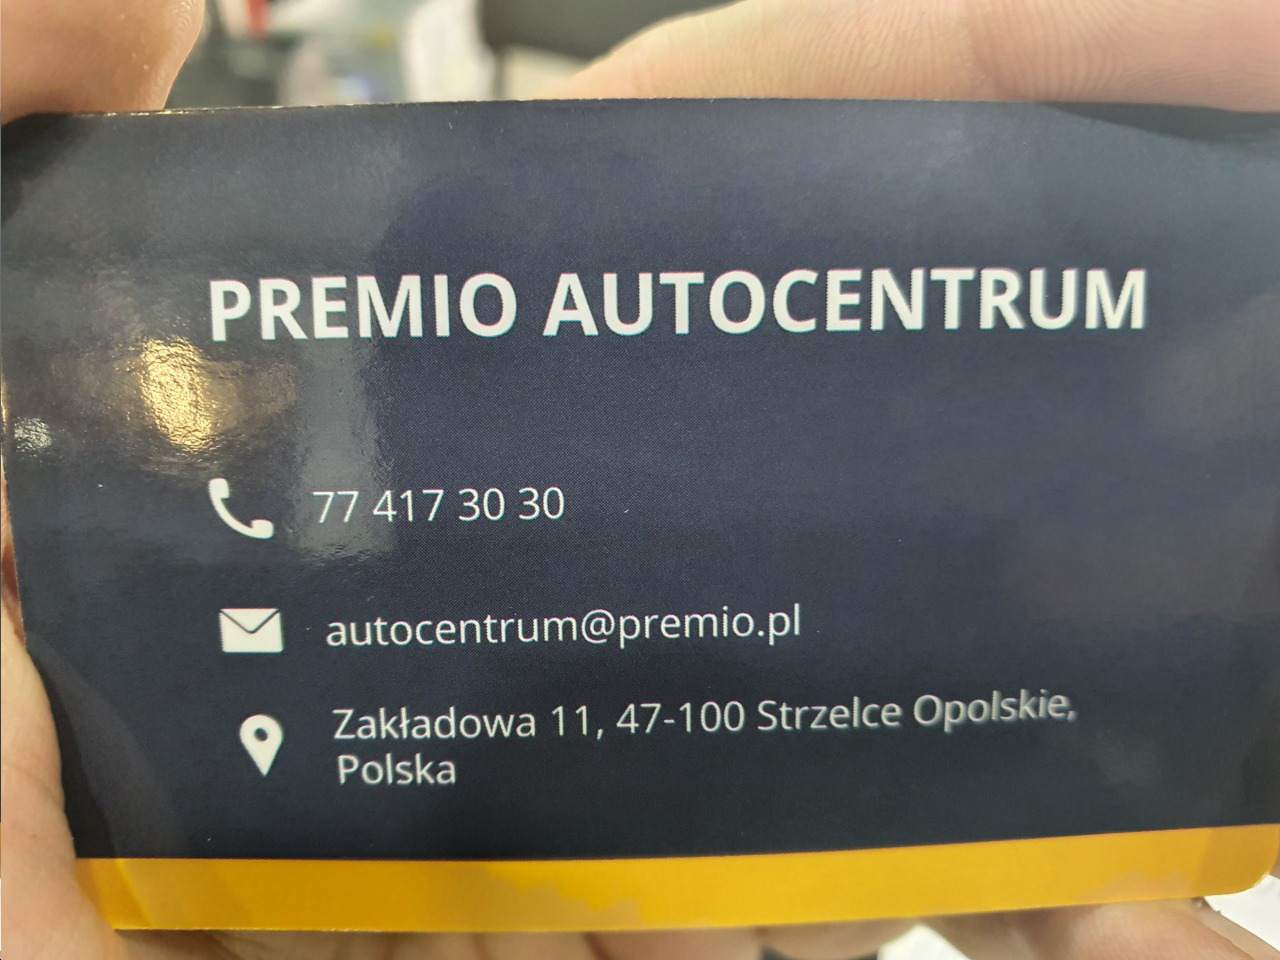 PREMIO AUTOCENTRUM
77 417 30 30
autocentrum@premio.pl
Zakładowa 11, 47-100 Strzelce Opolskie,
Polska